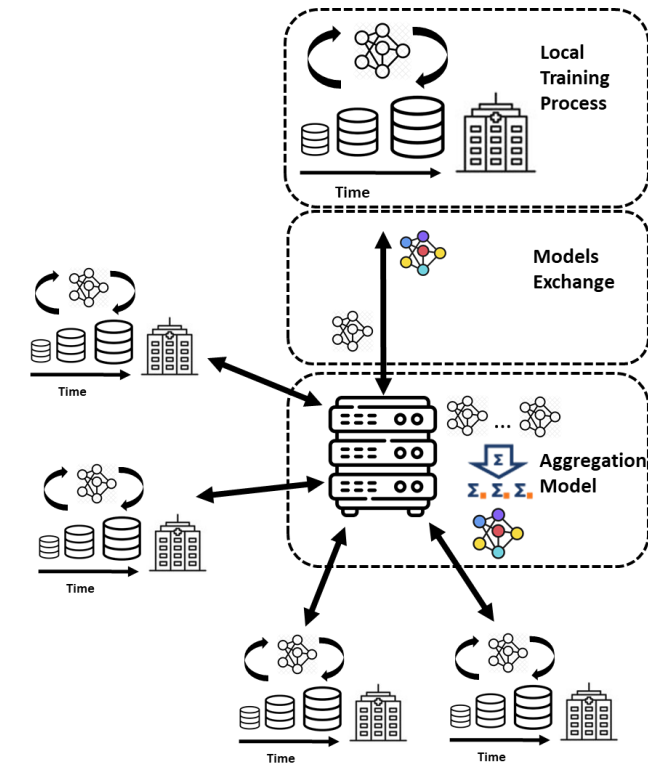 Local
Training
Process
Time
Models
Exchange
Time
...
Σ
Aggregation
Model
Σ. Σ. Σ.
Time
Time
Time